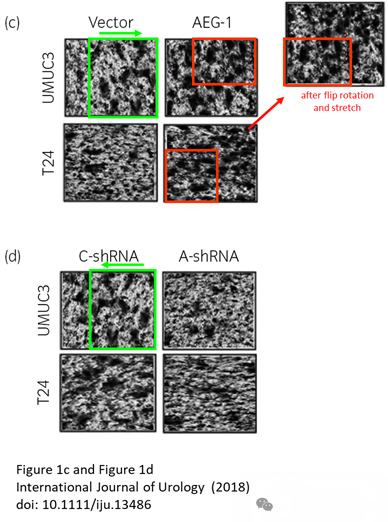 (c)
Vector
AEG-1
UMUC3
T24
after flip rotation
and stretch
(d)
C-shRNA
A-shRNA
UMUC3
T24
Figure 1c and Figure 1d
International Journal of Urology (2018)
doi: 10.1111/iju.13486